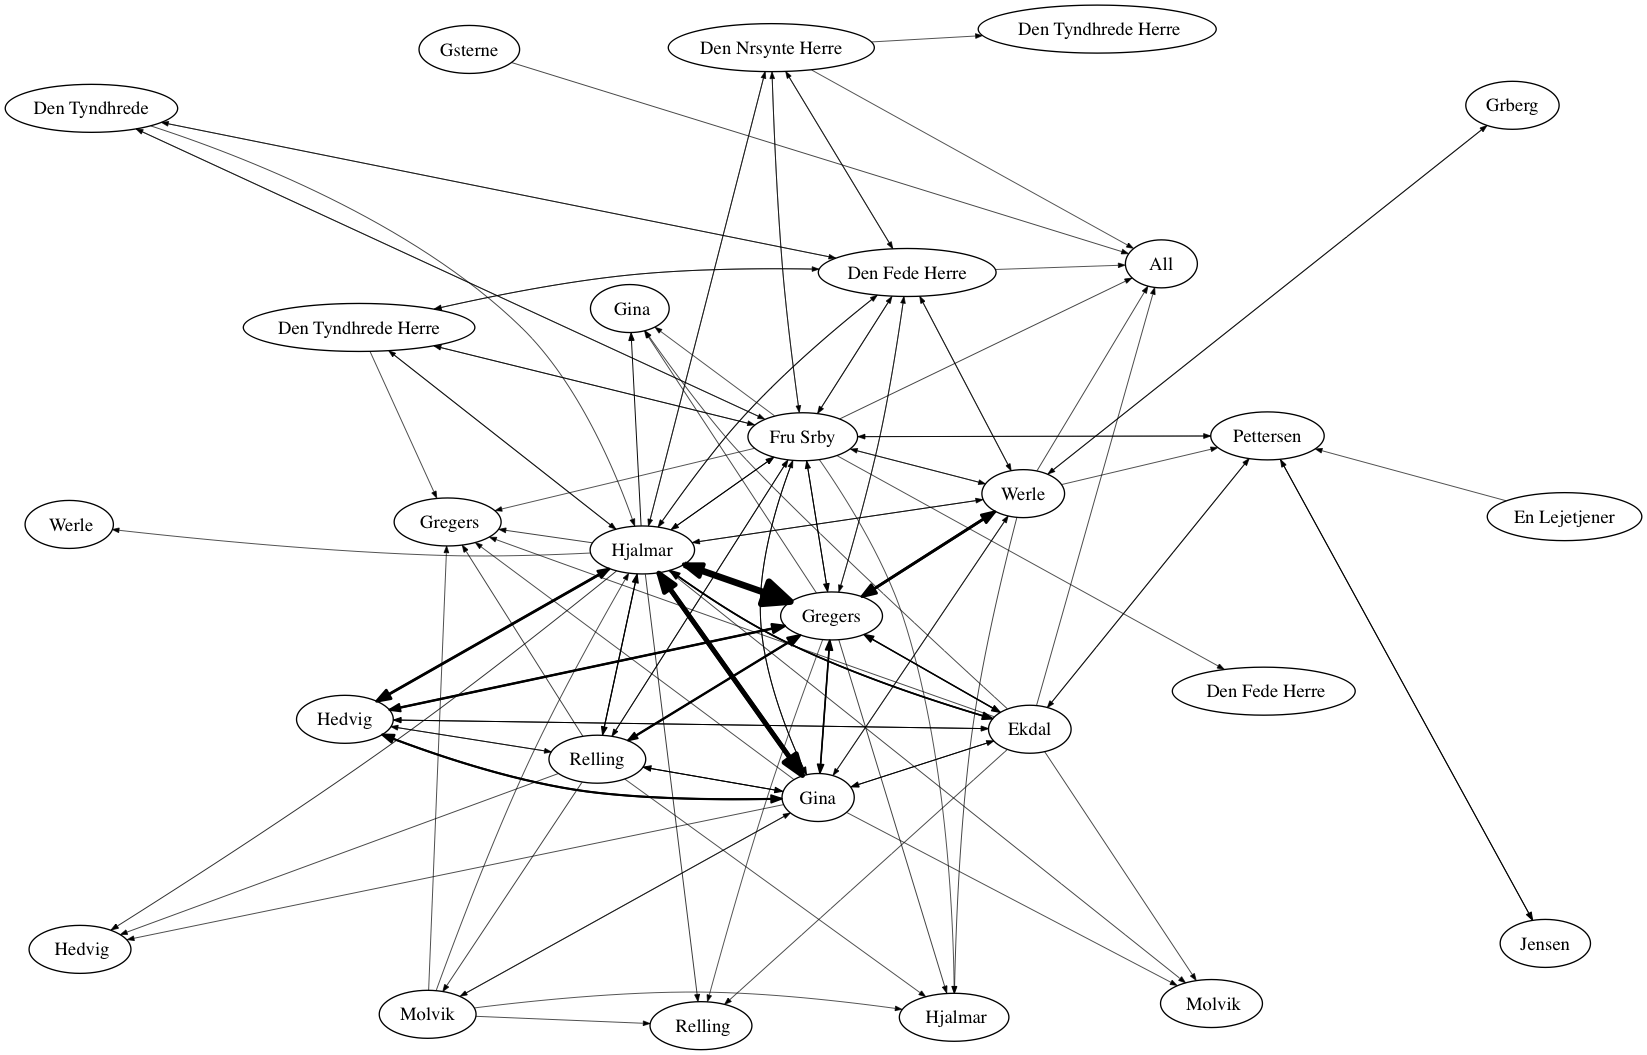 Den Tyndhrede Herre
Gsterne
Den Nrsynte Herre
Den Tyndhrede
Grberg
All
Den Fede Herre
Gina
Den Tyndhrede Herre
Fru Srby
Pettersen
Werle
En Lejetjener
Gregers
Werle
Hjalmar
Gregers
Den Fede Herre
Hedvig
Ekdal
Relling
Gina
Hedvig
Jensen
Molvik
Molvik
Relling
Hjalmar